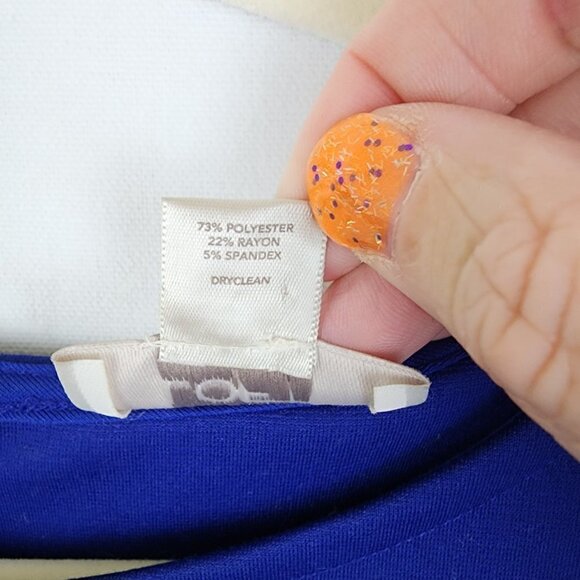 73% POLYESTER
22% RAYON
5% SPANDEX
DRYCLEAN